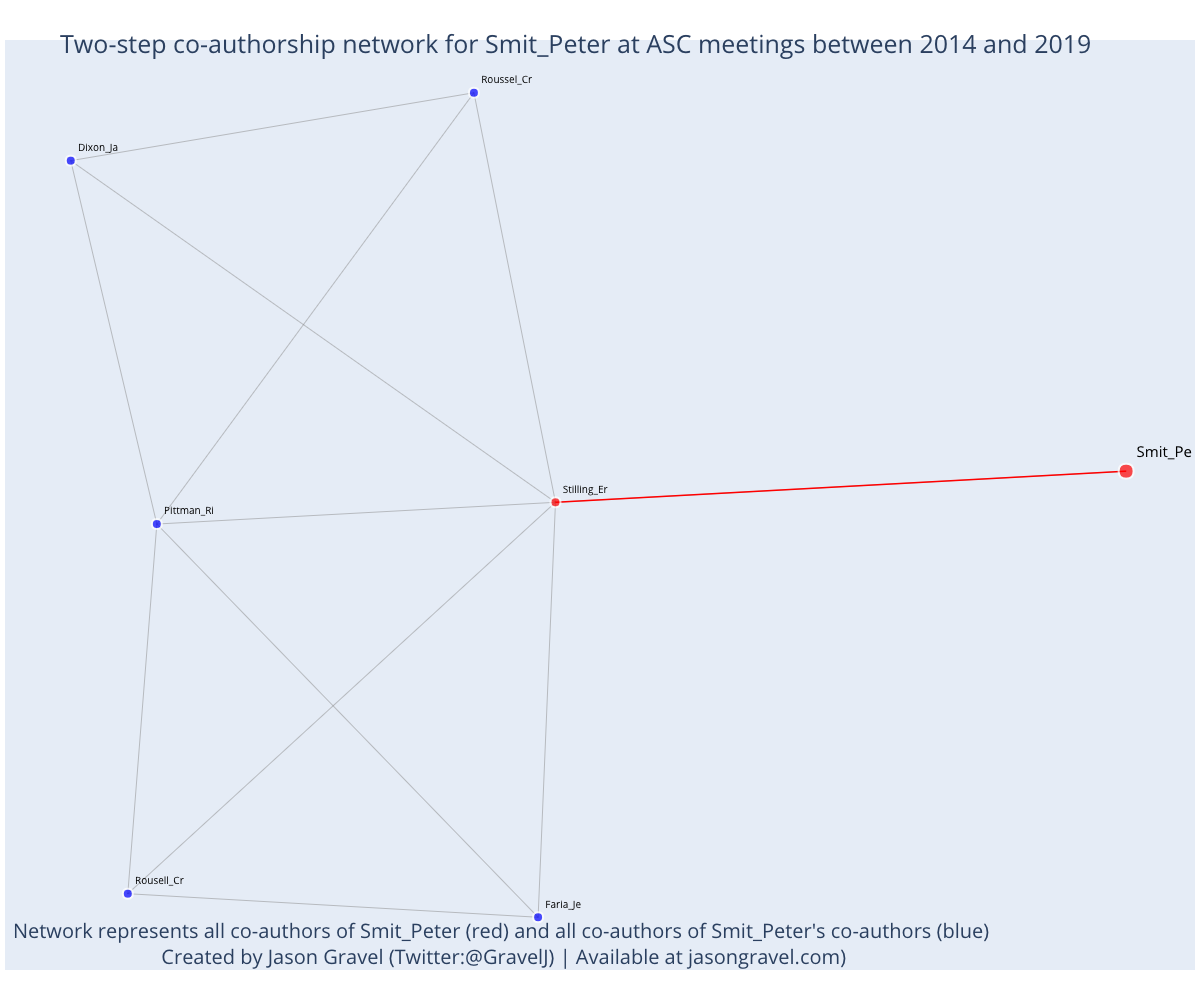 Two-step co-authorship network for Smit_Peter at ASC meetings between 2014 and 2019
Roussel_Cr
Dixon_Ja
Smit_Pe
Stilling_Er
Pittman_Ri
Rousell_Cr
Faria_Je
Network represents all co-authors of Smit_Peter (red) and all co-authors of Smit_Peter's co-authors (blue)
Created by Jason Gravel (Twitter:@GravelJ) | Available at jasongravel.com)